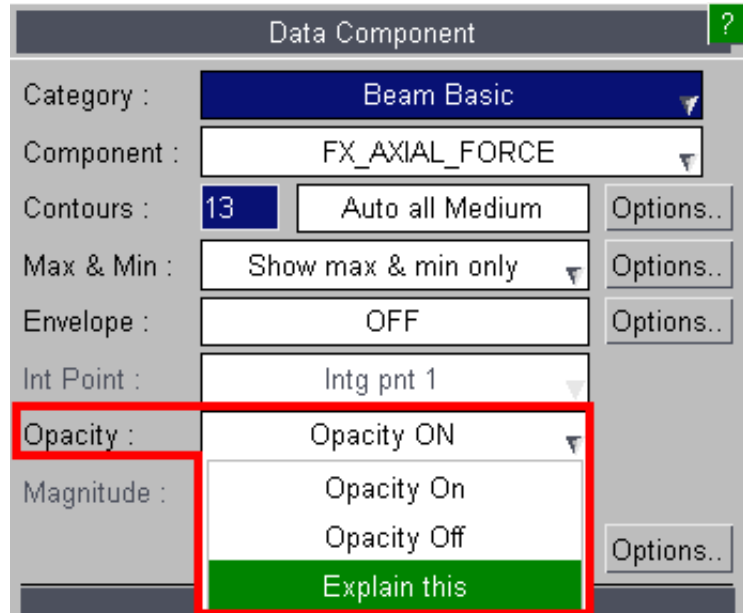 Data Component ?
Category : Beam Basic
Component : FX_AXIAL_FORCE
Contours : 13 Auto all Medium Options..
Max & Min : Show max & min only Options..
Envelope : OFF Options..
Int Point : Intg pnt 1
Opacity : Opacity ON
Opacity On
Magnitude :
Opacity Off
Options..
Explain this